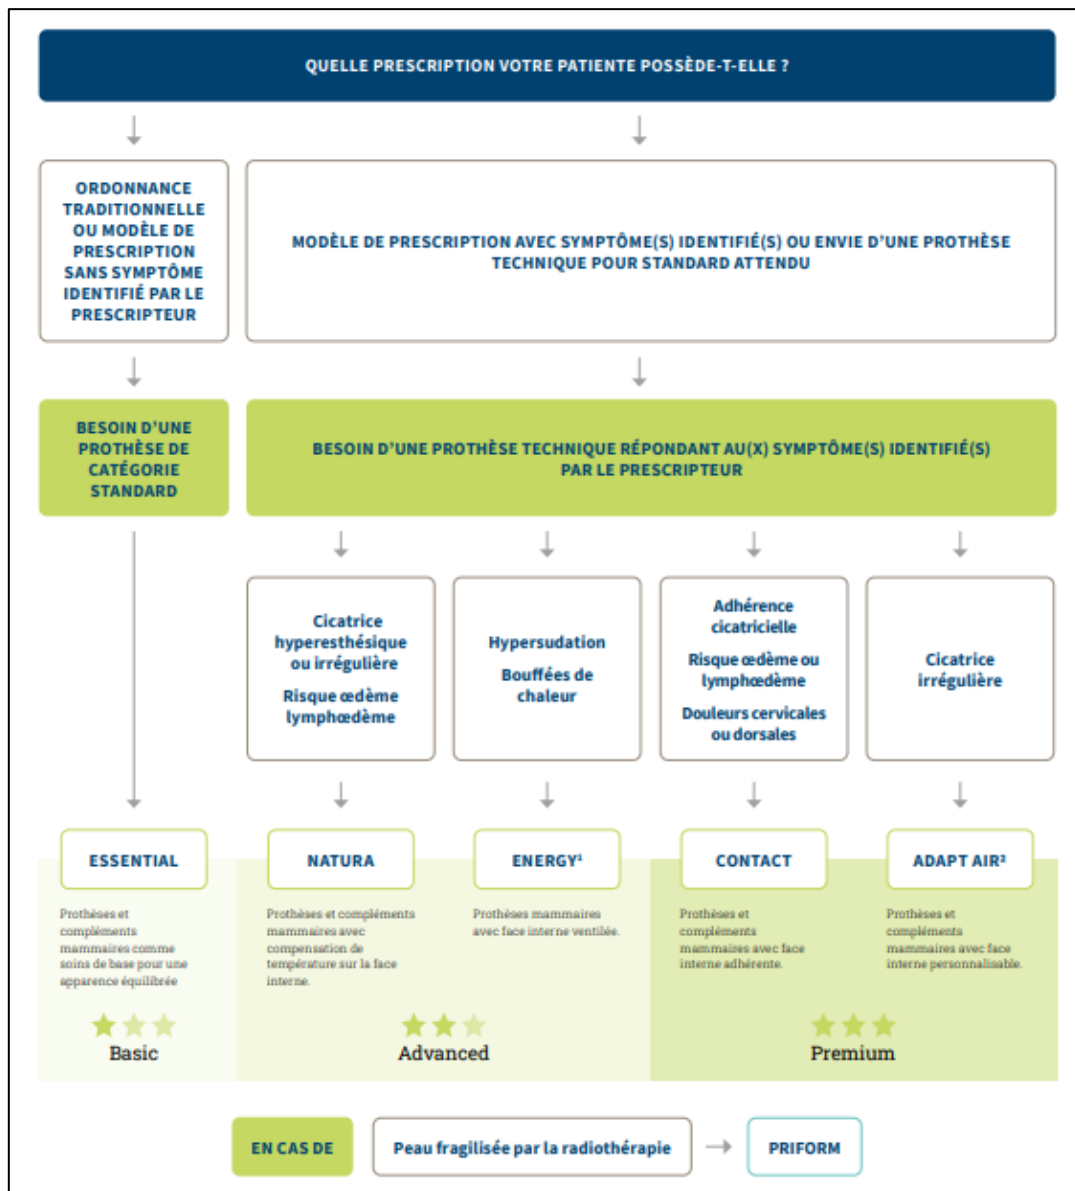 QUELLE PRESCRIPTION VOTRE PATIENTE POSSÈDE-T-ELLE ?
ORDONNANCE
TRADITIONNELLE
OU MODÈLE DE
PRESCRIPTION
SANS SYMPTÔME
IDENTIFIÉ PAR LE
PRESCRIPTEUR
MODÈLE DE PRESCRIPTION AVEC SYMPTÔME(S) IDENTIFIÉ(S) OU ENVIE D'UNE PROTHÈSE
TECHNIQUE POUR STANDARD ATTENDU
BESOIN D'UNE
PROTHÈSE DE
CATÉGORIE
STANDARD
BESOIN D'UNE PROTHÈSE TECHNIQUE RÉPONDANT AU(X) SYMPTÔME(S) IDENTIFIÉ(S)
PAR LE PRESCRIPTEUR
Cicatrice
hyperesthésique
ou irrégulière
Risque œdème
lymphœdème
Hypersudation
Bouffées de
chaleur
Adhérence
cicatricielle
Risque œdème ou
lymphœdème
Douleurs cervicales
ou dorsales
Cicatrice
irrégulière
ESSENTIAL
Prothèses et
compléments
mammaires comme
soins de base pour une
apparence équilibrée
NATURA
Prothèses et compléments
mammaires avec
compensation de
température sur la face
interne.
ENERGY¹
Prothèses mammaires
avec face interne ventilée.
CONTACT
Prothèses et
compléments
mammaires avec face
interne adhérente.
ADAPT AIR²
Prothèses et
compléments
mammaires avec face
interne personnalisable.
Basic
Advanced
Premium
EN CAS DE
Peau fragilisée par la radiothérapie
PRIFORM